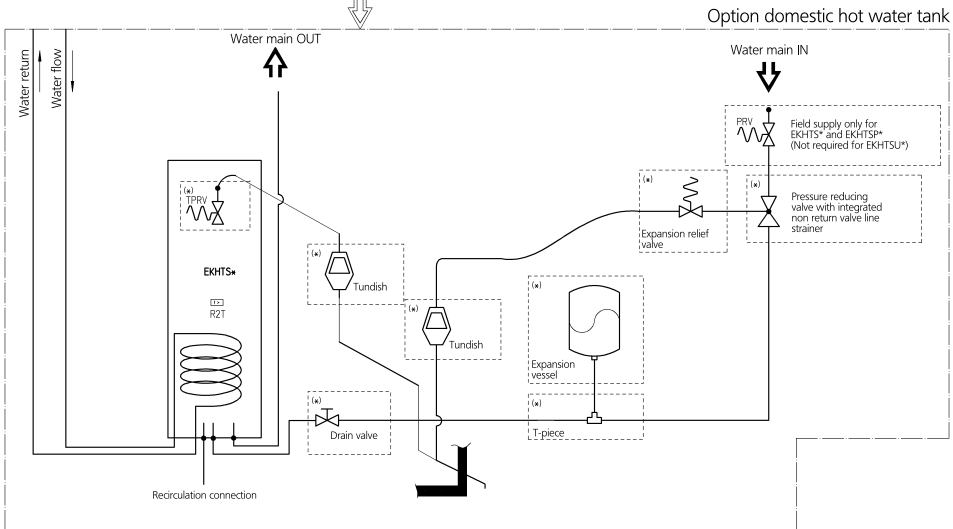 Option domestic hot water tank
Water return
Water flow
Water main OUT
Water main IN
PRV
Field supply only for
EKHTS* and EKHTSP*
(Not required for EKHTSU*)
(*)
Pressure reducing
valve with integrated
non return valve line
strainer
(*)
Expansion relief
valve
(*)
TPRV
EKHTS*
R2T
(*)
Tundish
(*)
Tundish
(*)
Expansion
vessel
(*)
T-piece
(*)
Drain valve
Recirculation connection